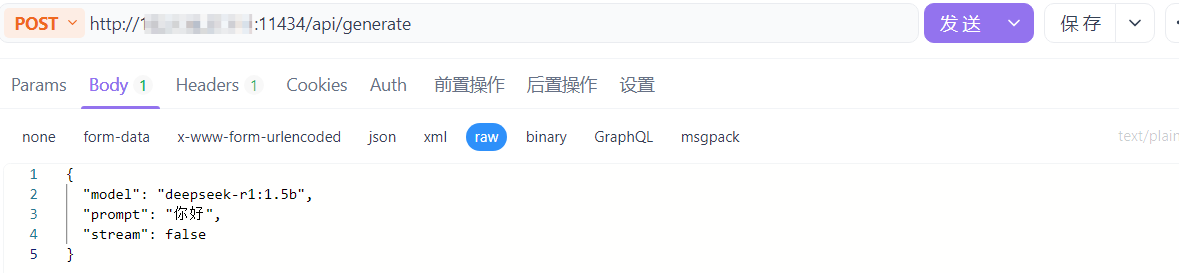 POST http://1 :11434/api/generate 发送 保存
Params Body 1 Headers 1 Cookies Auth 前置操作 后置操作 设置
none form-data x-www-form-urlencoded json xml raw binary GraphQL msgpack text/plain
1 {
2 "model": "deepseek-r1:1.5b",
3 "prompt": "你好",
4 "stream": false
5 }